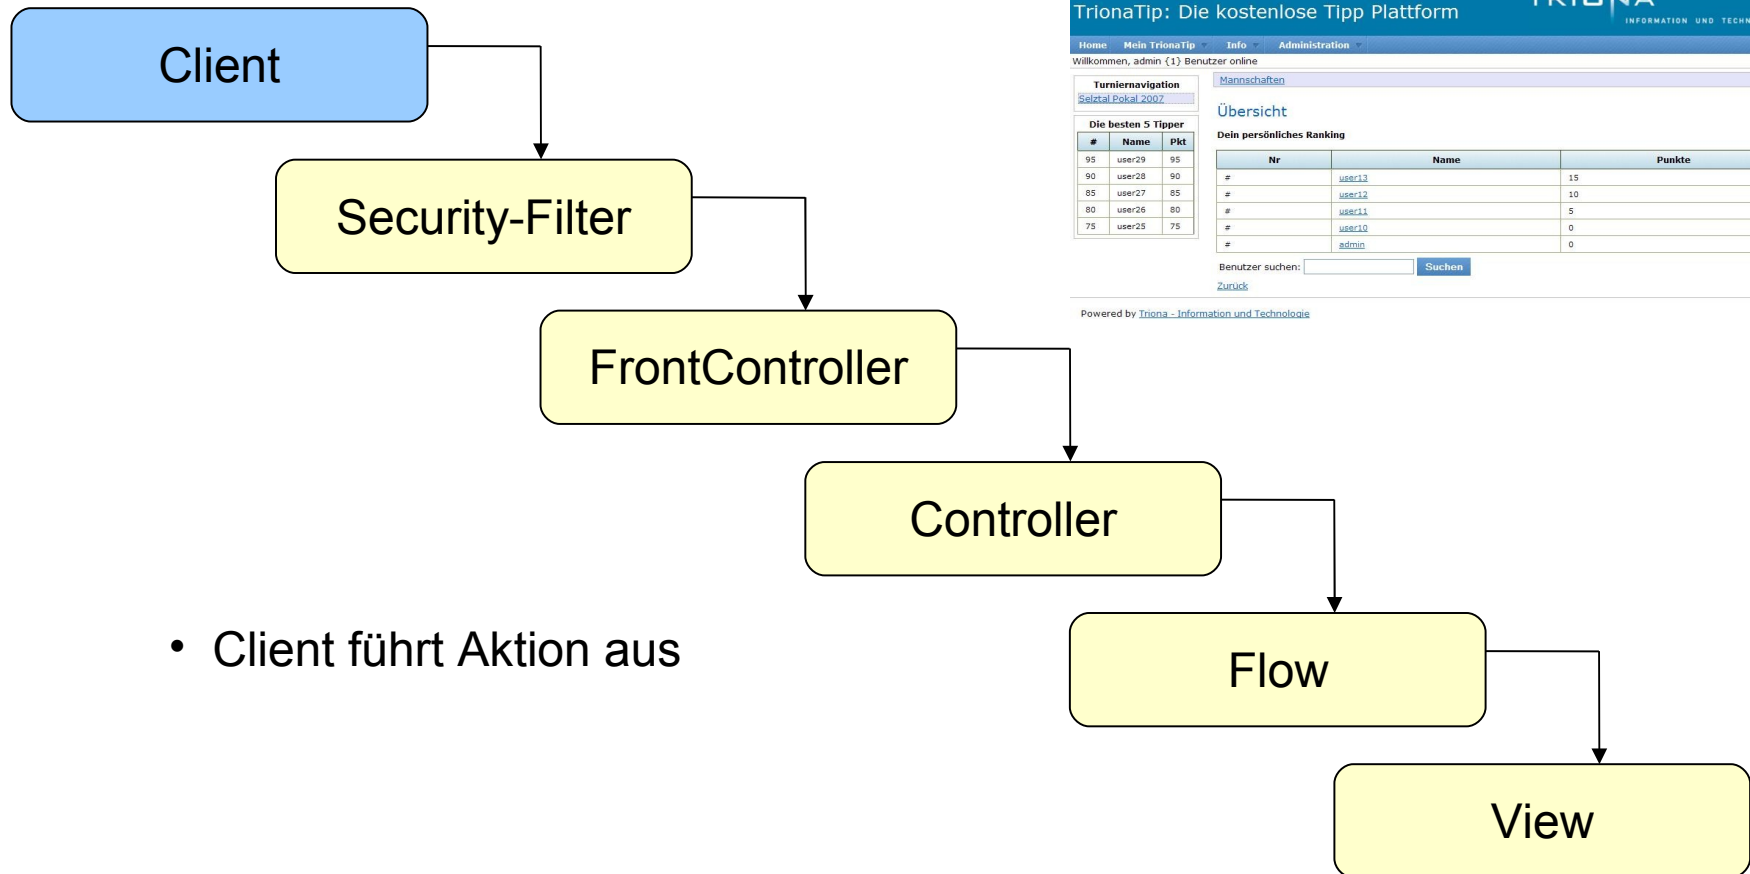 Client
Security-Filter
FrontController
Controller
Flow
View
• Client führt Aktion aus
TrionaTip: Die kostenlose Tipp Plattform
INFORMATION UND TECHN
Home Mein TrionaTip Info Administration
Willkommen, admin {1} Benutzer online
Turniernavigation
Selztal Pokal 2007
Die besten 5 Tipper
# Name Pkt
95 user29 95
90 user28 90
85 user27 85
80 user26 80
75 user25 75
Mannschaften
Übersicht
Dein persönliches Ranking
Nr Name Punkte
# user13 15
# user12 10
# user11 5
# user10 0
# admin 0
Benutzer suchen: Suchen
Zurück
Powered by Triona - Information und Technologie